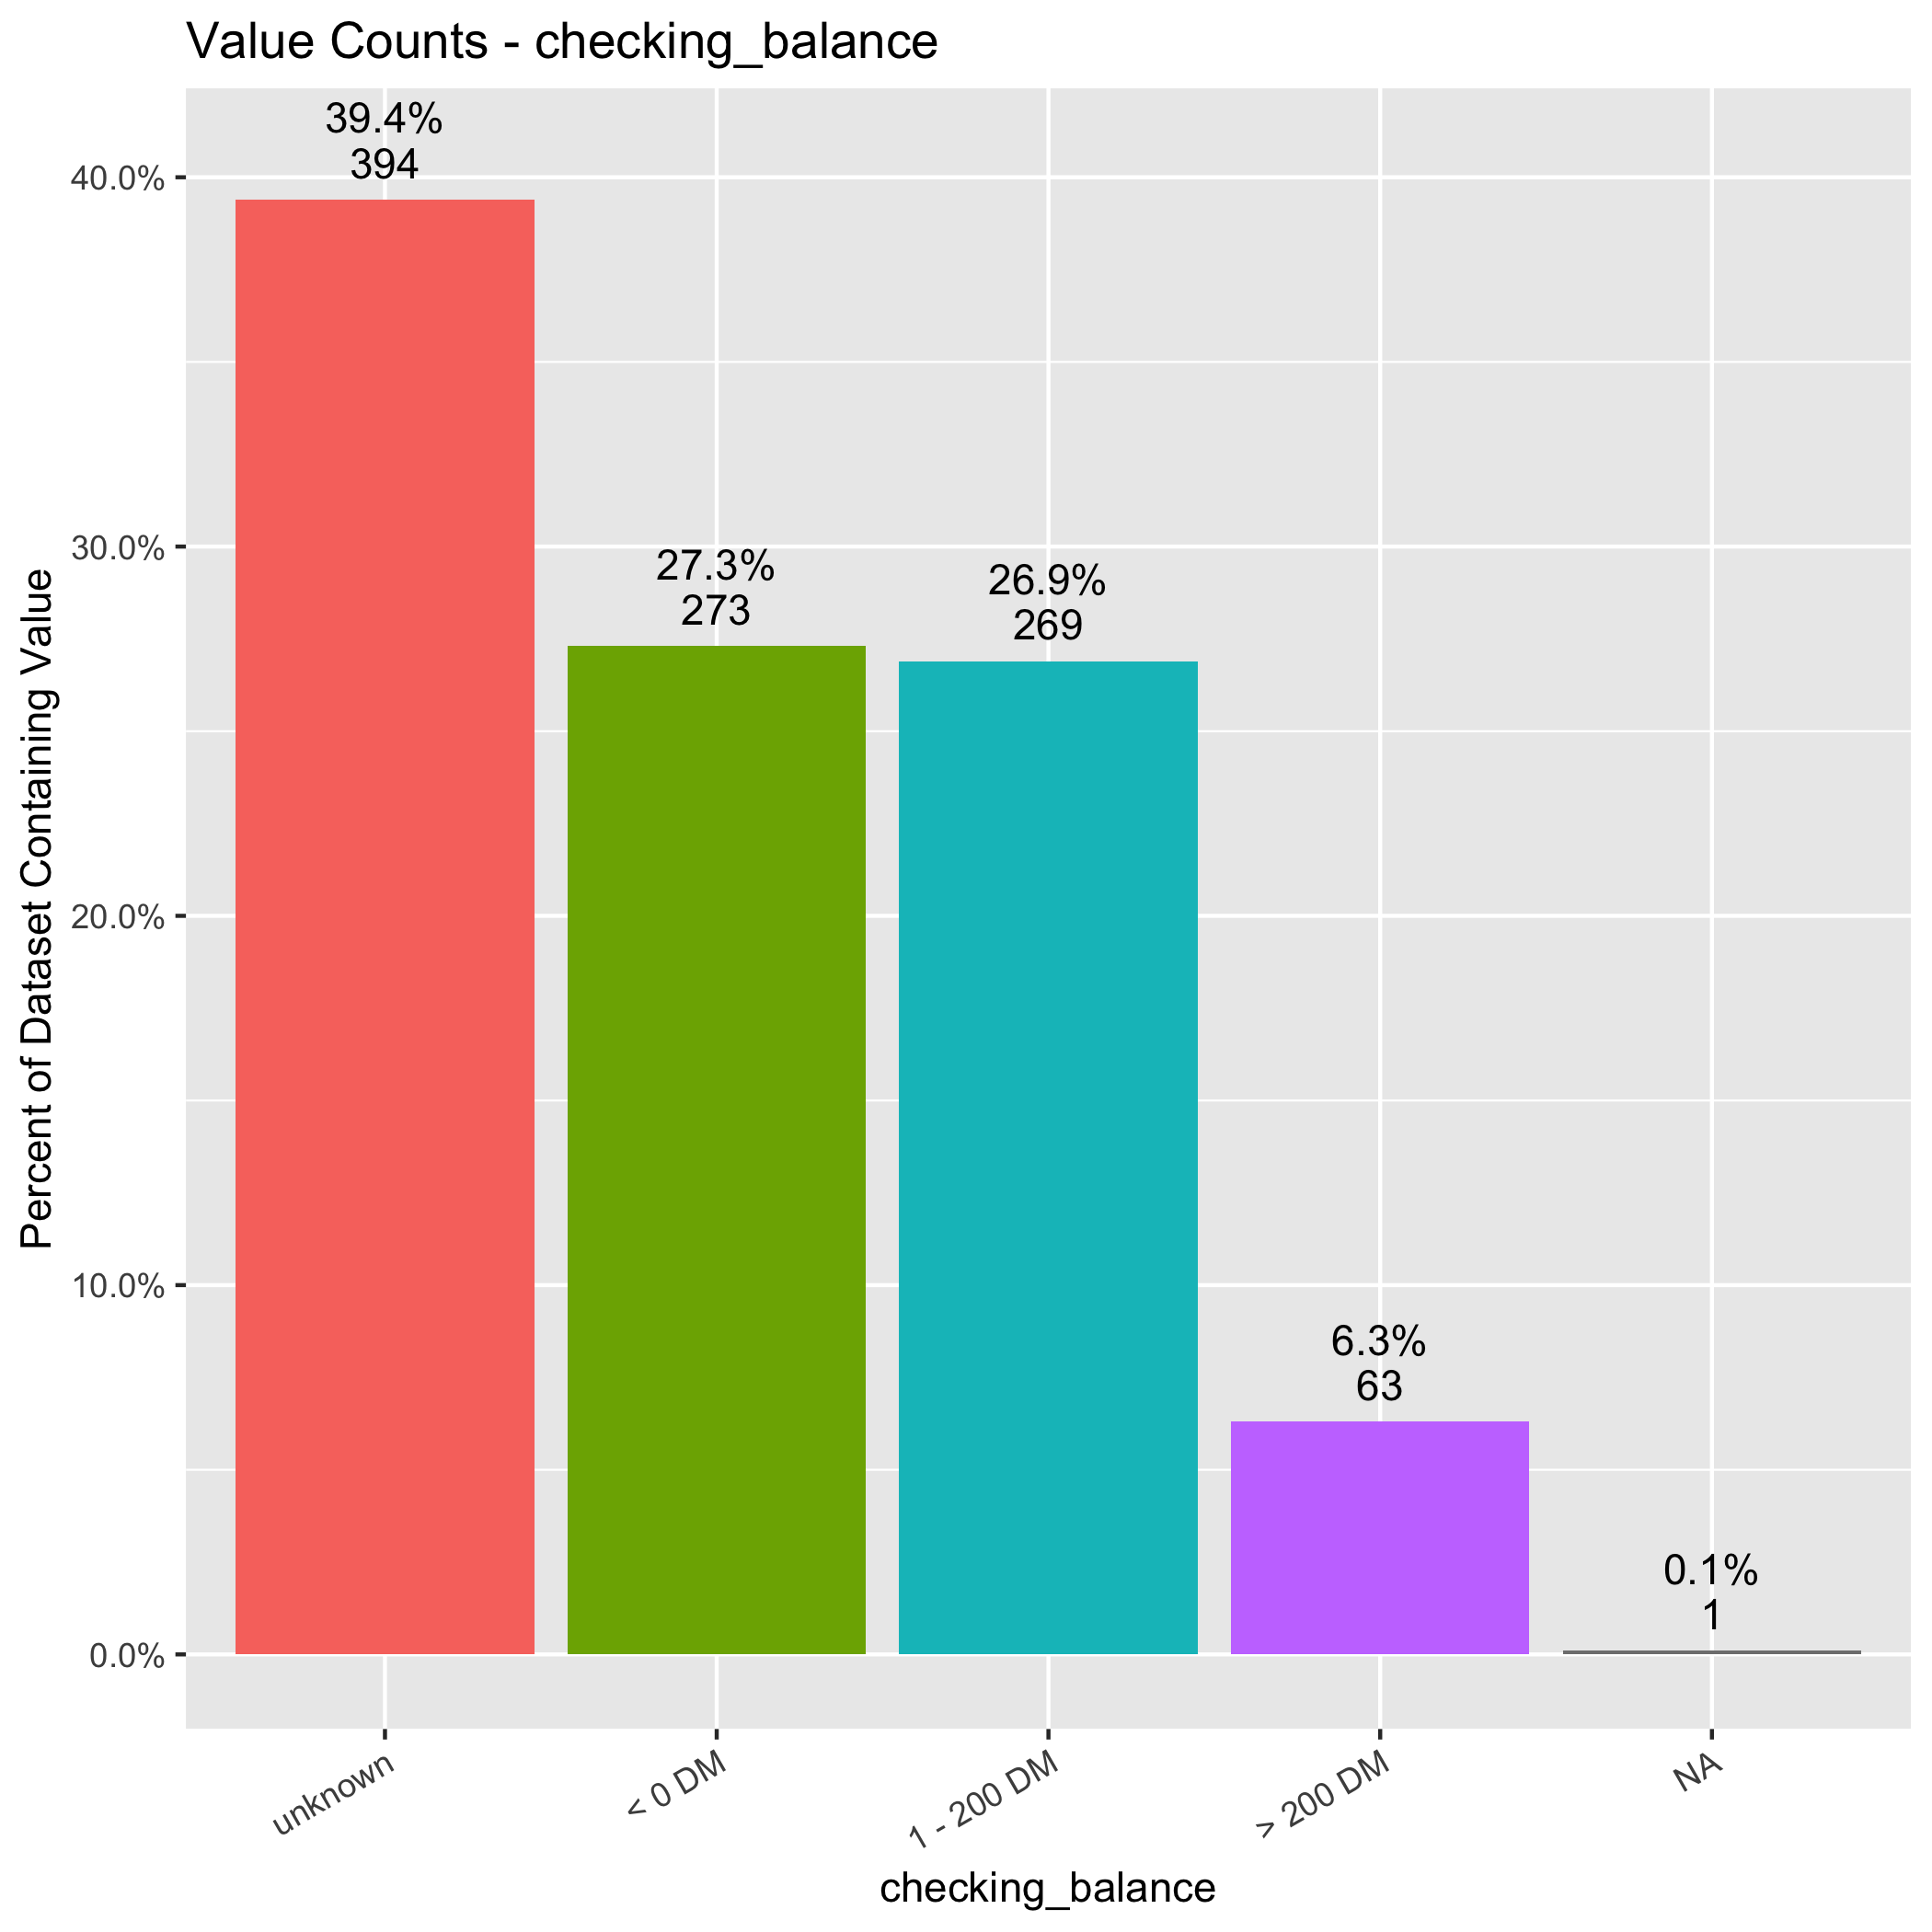 Value Counts - checking_balance
Percent of Dataset Containing Value
40.0%
30.0%
20.0%
10.0%
0.0%
39.4%
394
27.3%
273
26.9%
269
6.3%
63
0.1%
1
unknown
< 0 DM
1 - 200 DM
> 200 DM
NA
checking_balance